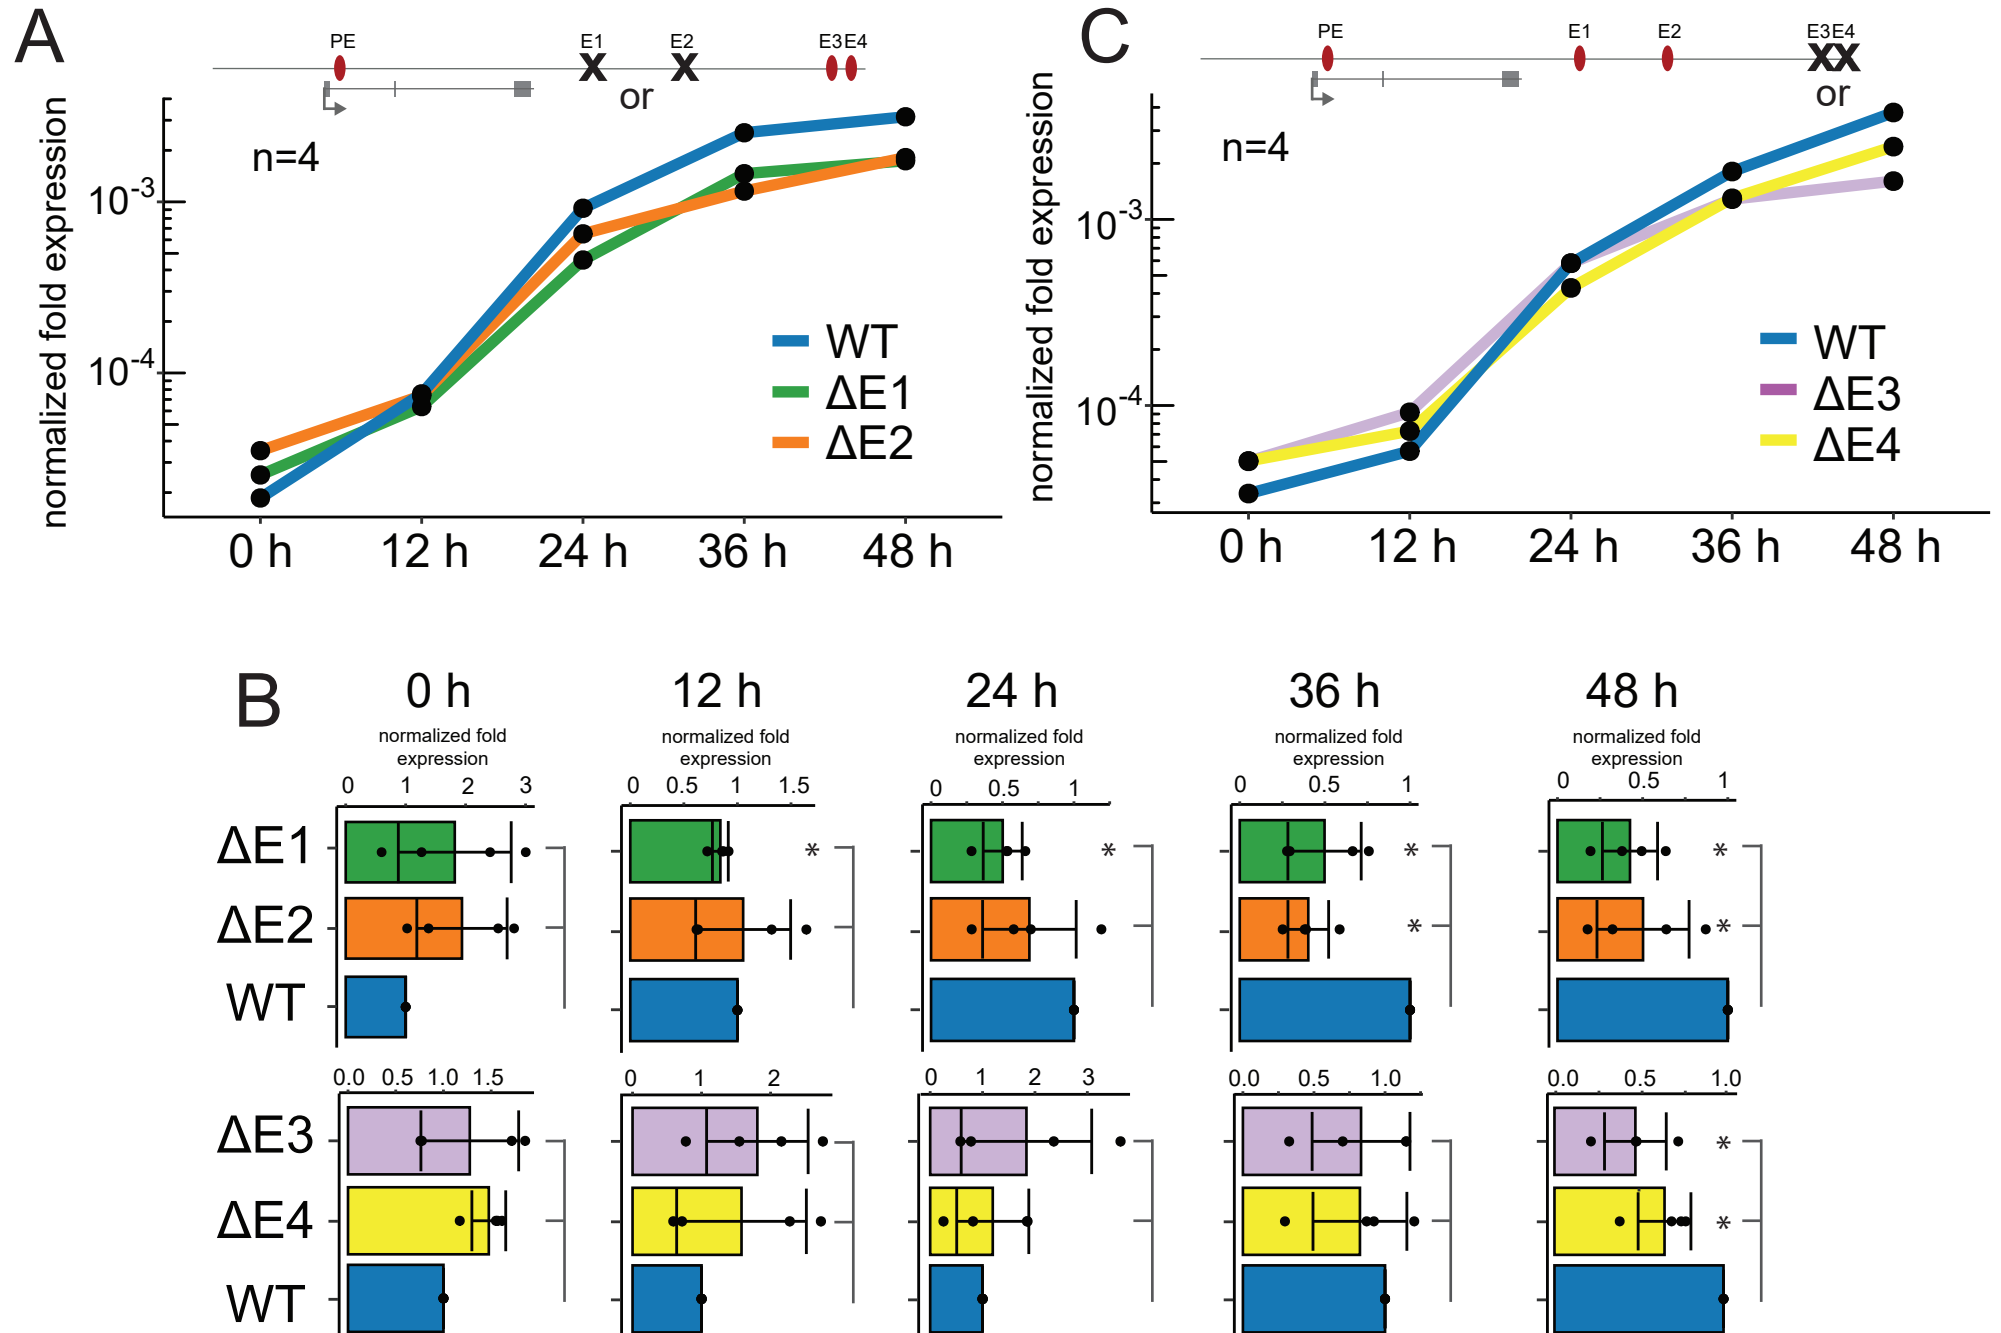 A
PE
E1
E2
E3 E4
X
X
or
n=4
normalized fold expression
10-3
10-4
WT
ΔE1
ΔE2
0 h
12 h
24 h
36 h
48 h
C
PE
E1
E2
E3E4
XX
or
n=4
normalized fold expression
10-3
10-4
WT
ΔE3
ΔE4
0 h
12 h
24 h
36 h
48 h
B
0 h
12 h
24 h
36 h
48 h
normalized fold
expression
normalized fold
expression
normalized fold
expression
normalized fold
expression
normalized fold
expression
0 1 2 3
0 0.5 1 1.5
0 0.5 1
0 0.5 1
0 0.5 1
ΔE1
* * * *
ΔE2
* *
WT
0.0 0.5 1.0 1.5
0 1 2
0 1 2 3
0.0 0.5 1.0
0.0 0.5 1.0
ΔE3
*
ΔE4
*
WT